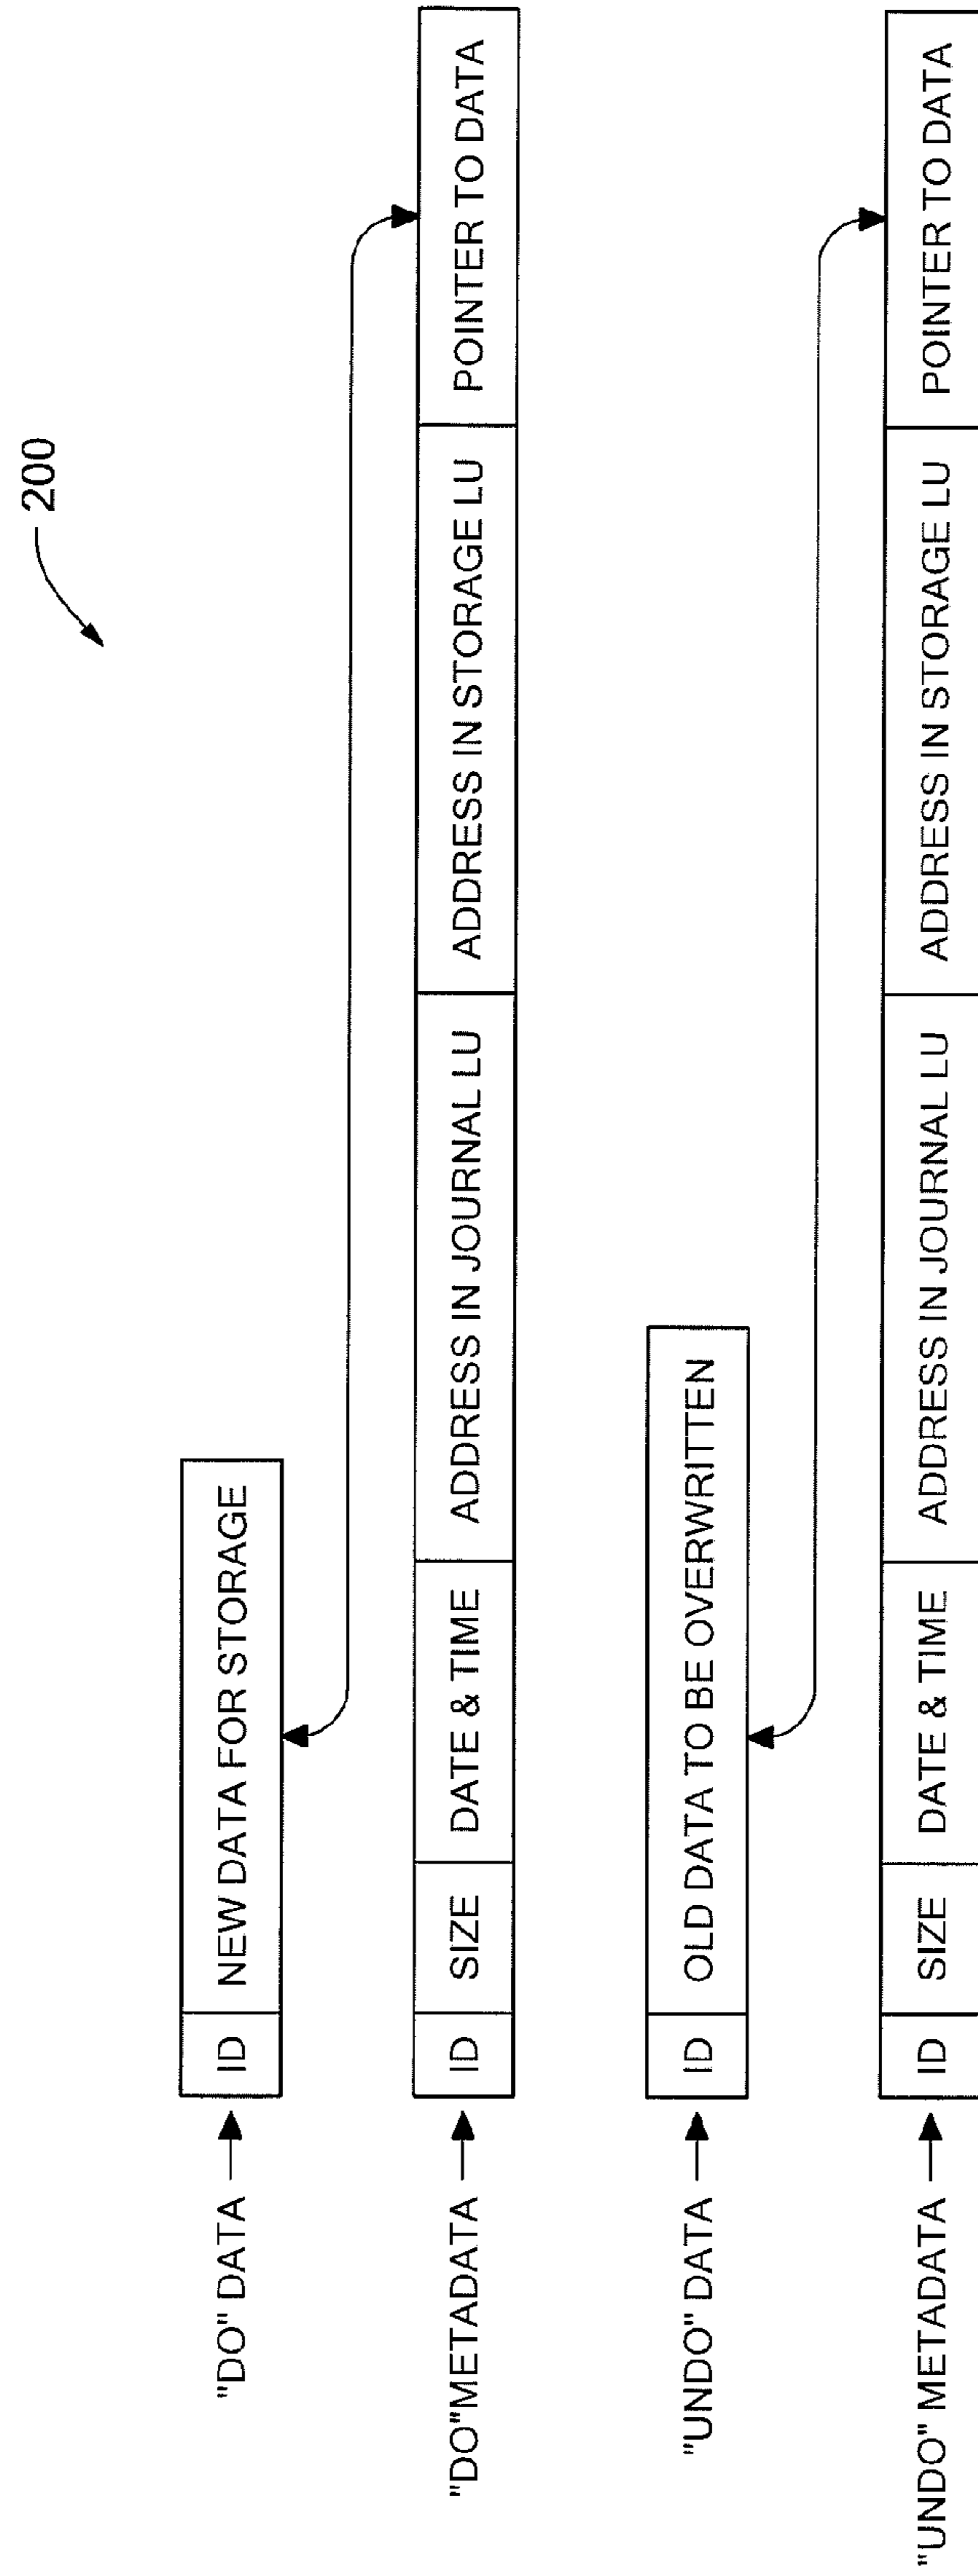 200
"DO" DATA
ID NEW DATA FOR STORAGE
"DO"METADATA
ID SIZE DATE & TIME ADDRESS IN JOURNAL LU ADDRESS IN STORAGE LU POINTER TO DATA
"UNDO" DATA
ID OLD DATA TO BE OVERWRITTEN
"UNDO" METADATA
ID SIZE DATE & TIME ADDRESS IN JOURNAL LU ADDRESS IN STORAGE LU POINTER TO DATA